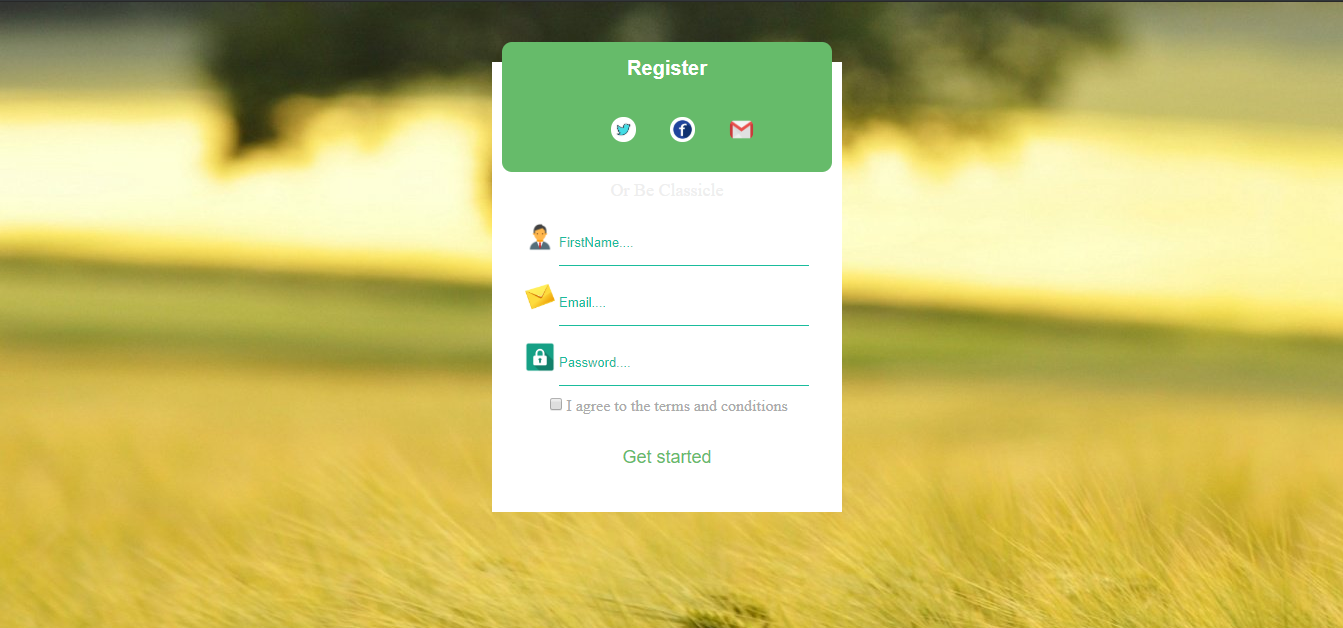 Register
Or Be Classicle
FirstName....
Email....
Password....
I agree to the terms and conditions
Get started